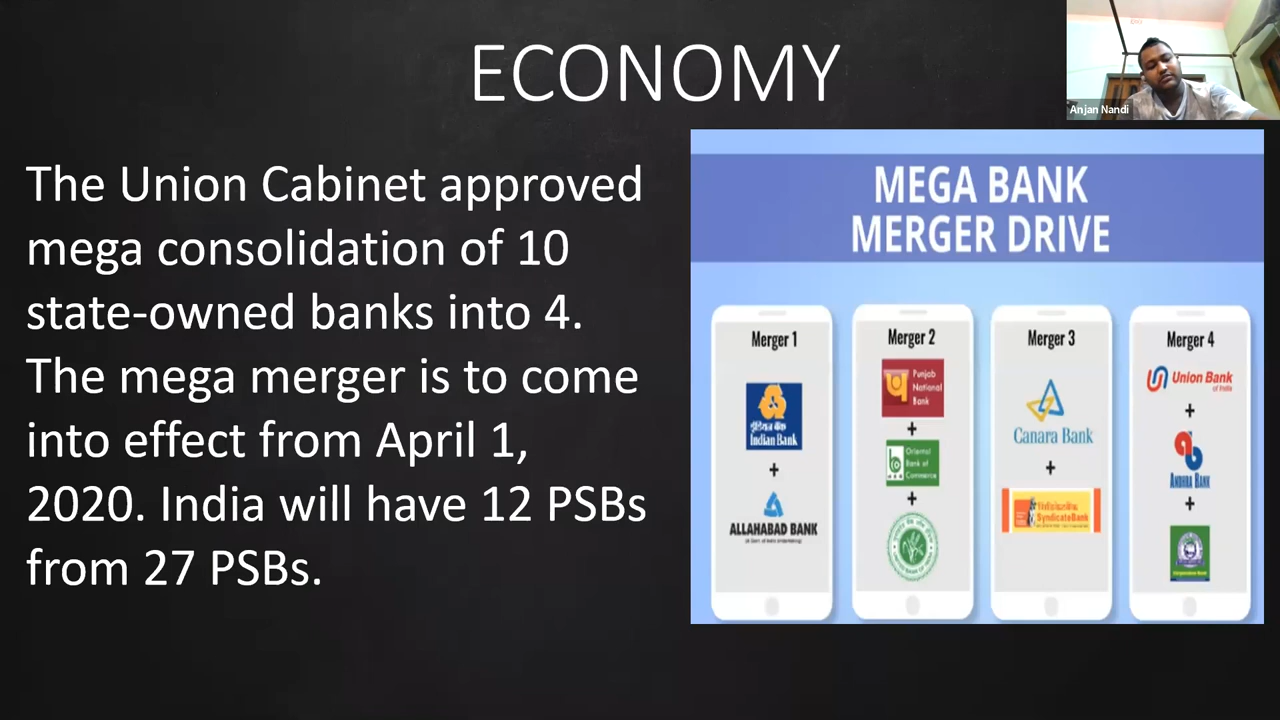 ECONOMY
Anjan Nandi
The Union Cabinet approved
mega consolidation of 10
state-owned banks into 4.
The mega merger is to come
into effect from April 1,
2020. India will have 12 PSBs
from 27 PSBs.
MEGA BANK
MERGER DRIVE
Merger 1
इंडियन बैंक
Indian Bank
+
ALLAHABAD BANK
Merger 2
Punjab
National
Bank
+
Oriental
Bank of
Commerce
+
Merger 3
Canara Bank
+
SyndicateBank
Merger 4
Union Bank
of India
+
ANDHRA BANK
+
Corporation Bank